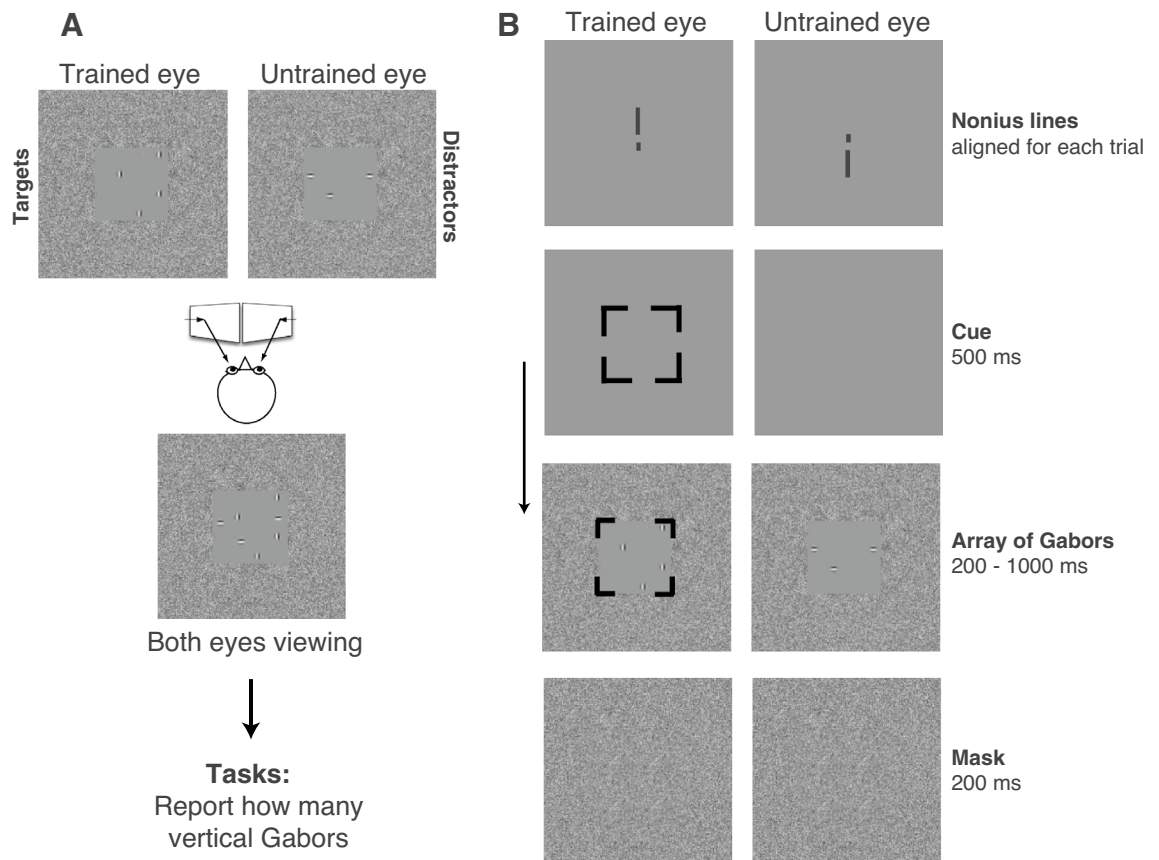 A
Trained eye
Untrained eye
Targets
Distractors
Both eyes viewing
Tasks:
Report how many
vertical Gabors
B
Trained eye
Untrained eye
Nonius lines
aligned for each trial
Cue
500 ms
Array of Gabors
200 - 1000 ms
Mask
200 ms